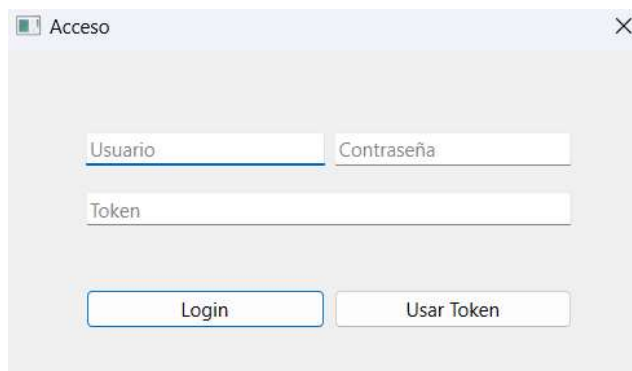 Acceso
Usuario Contraseña
Token
Login Usar Token